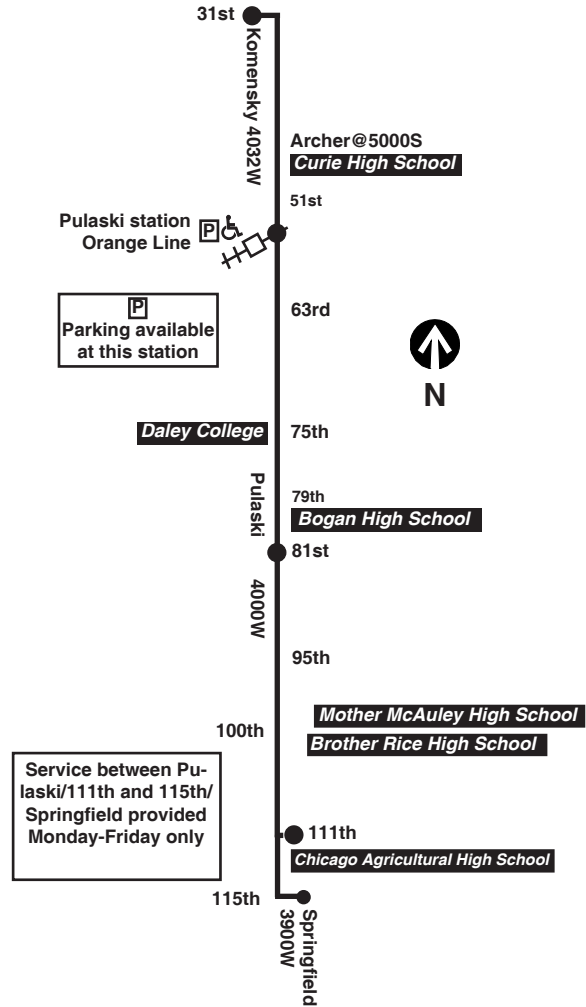 31st
Komensky 4032W
Archer@5000S
Curie High School
51st
Pulaski station
Orange Line
P
63rd
P
Parking available
at this station
N
Daley College
75th
Pulaski
79th
Bogan High School
81st
4000W
95th
Mother McAuley High School
100th
Brother Rice High School
Service between Pu-
laski/111th and 115th/
Springfield provided
Monday-Friday only
111th
Chicago Agricultural High School
115th
Springfield
3900W